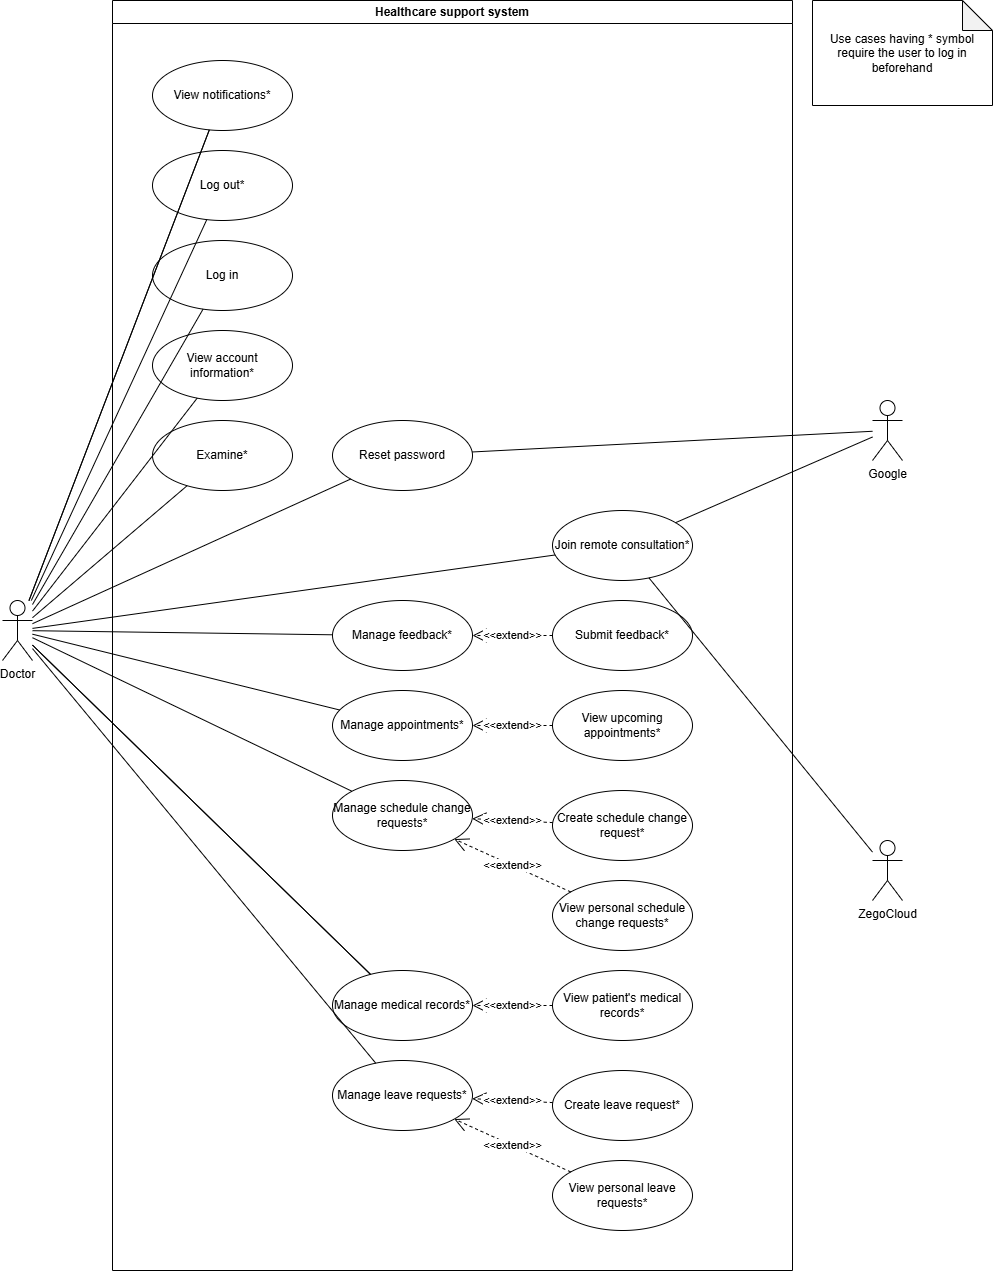 Healthcare support system
Use cases having * symbol
require the user to log in
beforehand
View notifications*
Log out*
Log in
View account
information*
Examine*
Reset password
Google
Join remote consultation*
Doctor
Manage feedback*
<<extend>>
Submit feedback*
Manage appointments*
<<extend>>
View upcoming
appointments*
Manage schedule change
requests*
<<extend>>
Create schedule change
request*
<<extend>>
View personal schedule
change requests*
ZegoCloud
Manage medical records*
<<extend>>
View patient's medical
records*
Manage leave requests*
<<extend>>
Create leave request*
<<extend>>
View personal leave
requests*